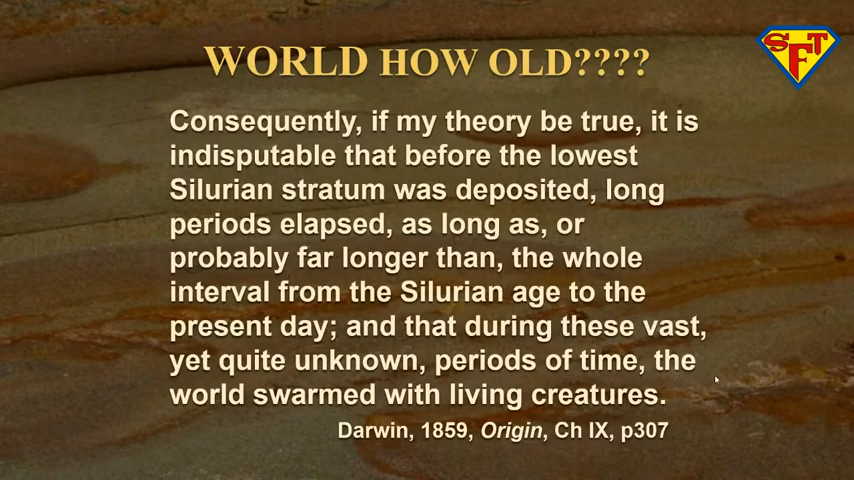 WORLD HOW OLD????
SFT
Consequently, if my theory be true, it is
indisputable that before the lowest
Silurian stratum was deposited, long
periods elapsed, as long as, or
probably far longer than, the whole
interval from the Silurian age to the
present day; and that during these vast,
yet quite unknown, periods of time, the
world swarmed with living creatures.
Darwin, 1859, Origin, Ch IX, p307